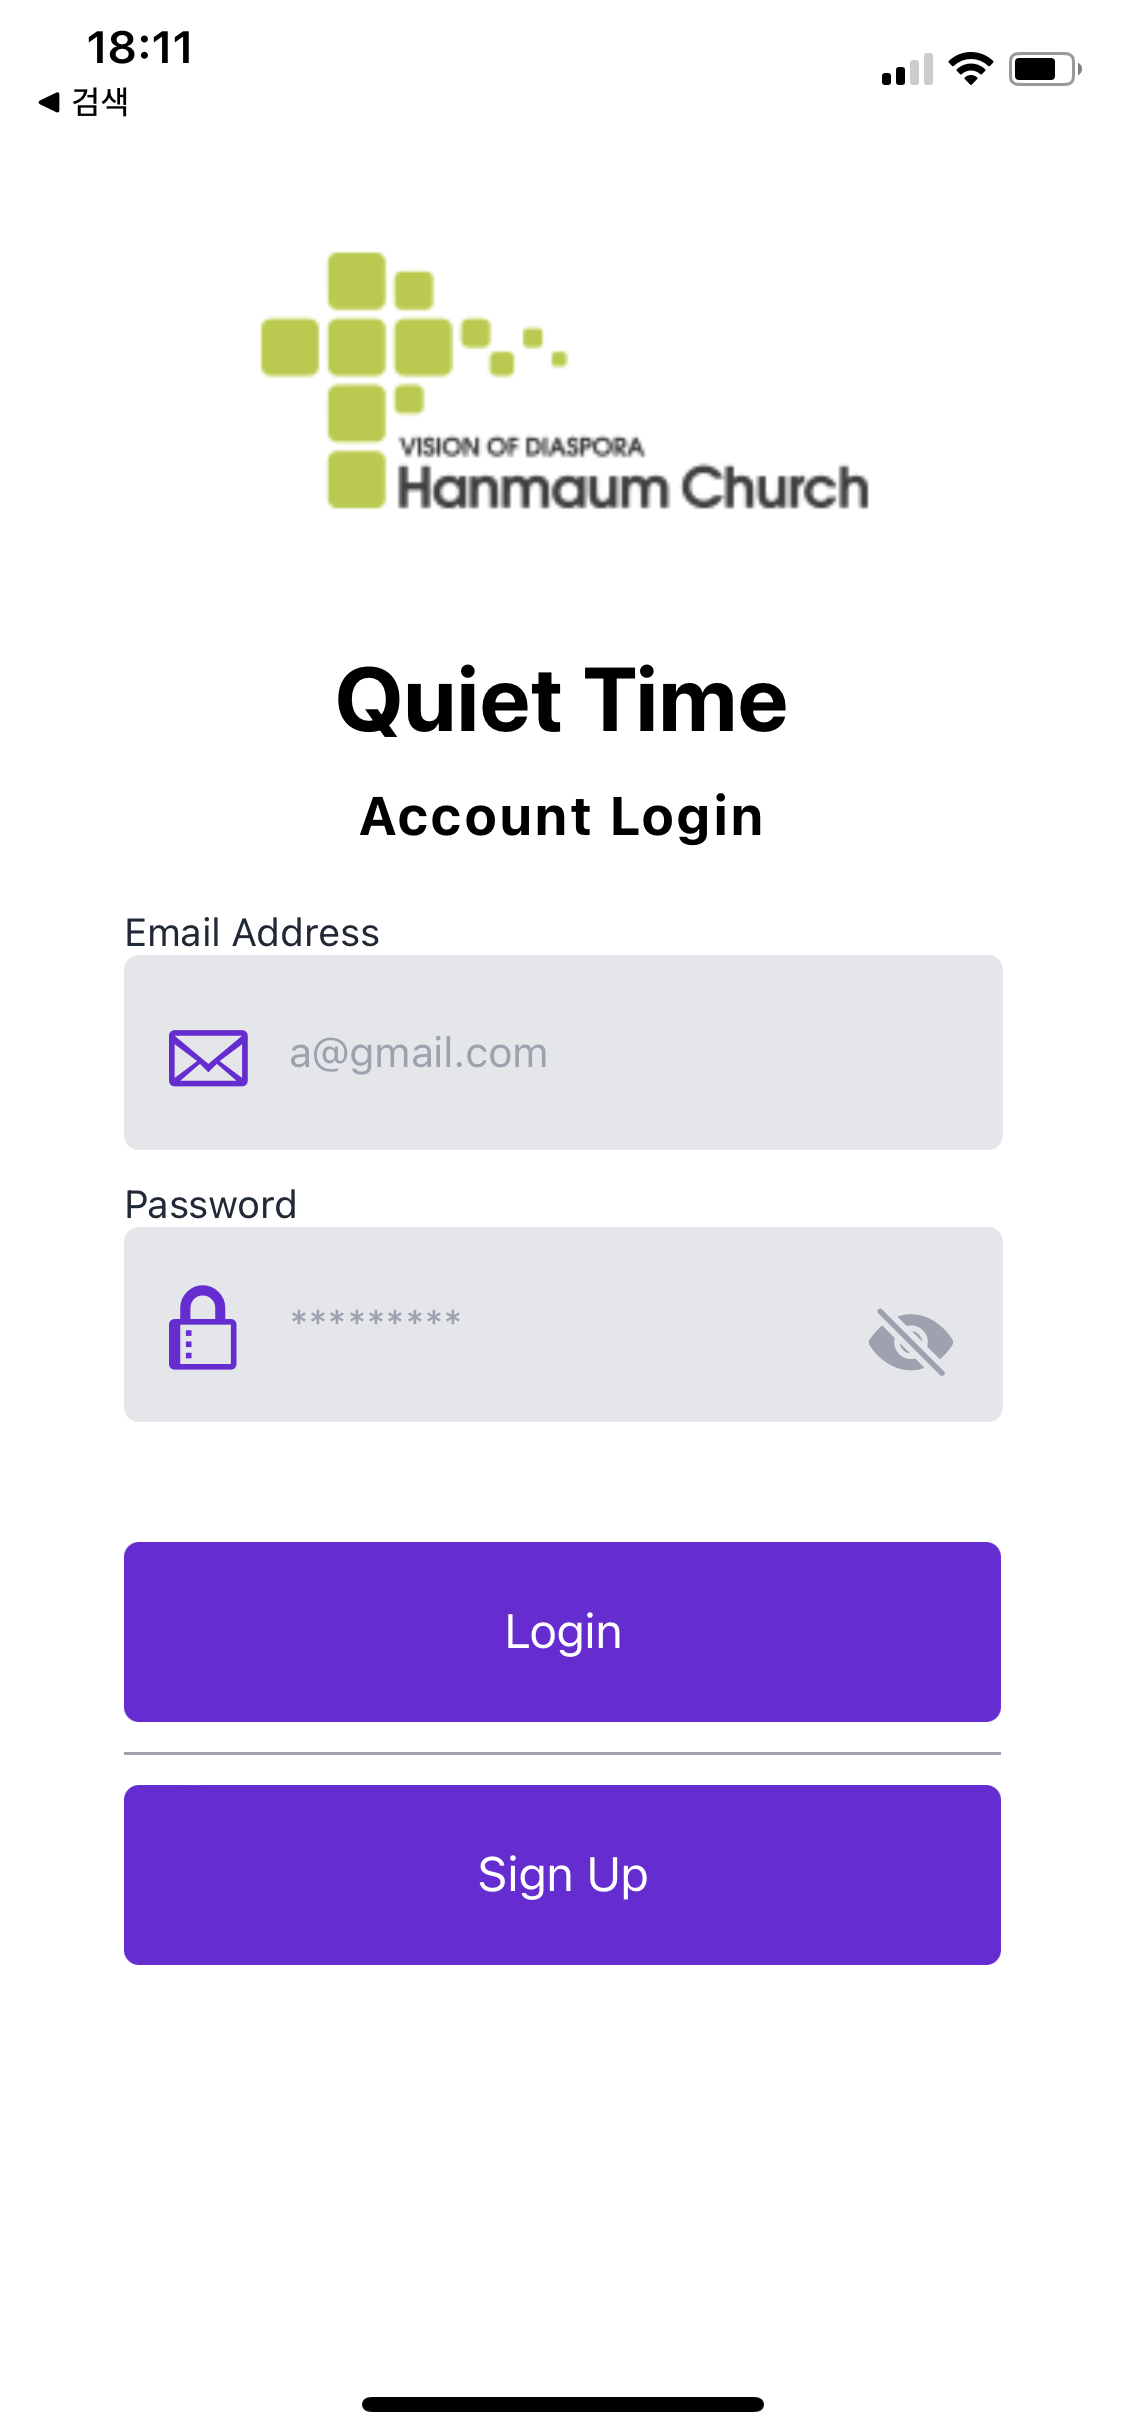 18:11
◀ 검색
VISION OF DIASPORA
Hanmaum Church
Quiet Time
Account Login
Email Address
a@gmail.com
Password
*********
Login
Sign Up